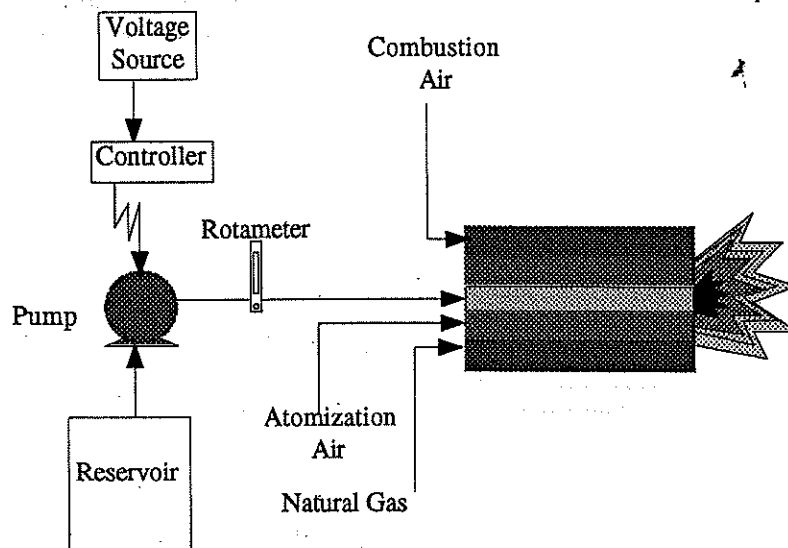 Voltage
Source
Combustion
Air
Controller
Rotameter
Pump
Atomization
Air
Reservoir
Natural Gas